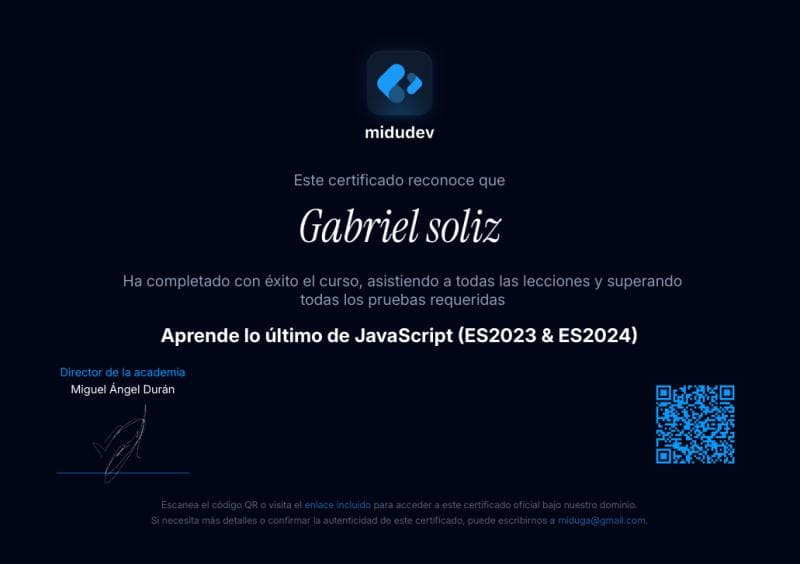 midudev
Este certificado reconoce que
Gabriel soliz
Ha completado con éxito el curso, asistiendo a todas las lecciones y superando
todas los pruebas requeridas
Aprende lo último de JavaScript (ES2023 & ES2024)
Director de la academia
Miguel Ángel Durán
Escanea el código QR o visita el enlace incluido para acceder a este certificado oficial bajo nuestro dominio.
Si necesita más detalles o confirmar la autenticidad de este certificado, puede escribirnos a miduga@gmail.com.